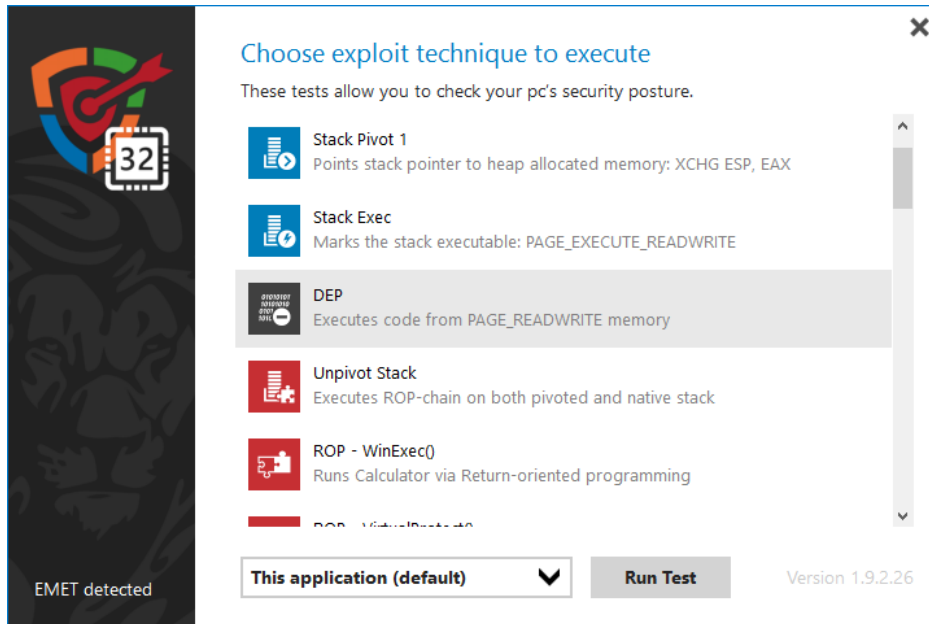 Choose exploit technique to execute
These tests allow you to check your pc's security posture.
32
Stack Pivot 1
Points stack pointer to heap allocated memory: XCHG ESP, EAX
Stack Exec
Marks the stack executable: PAGE_EXECUTE_READWRITE
DEP
Executes code from PAGE_READWRITE memory
Unpivot Stack
Executes ROP-chain on both pivoted and native stack
ROP - WinExec()
Runs Calculator via Return-oriented programming
ROP - VirtualProtect()
This application (default)
Run Test
Version 1.9.2.26
EMET detected